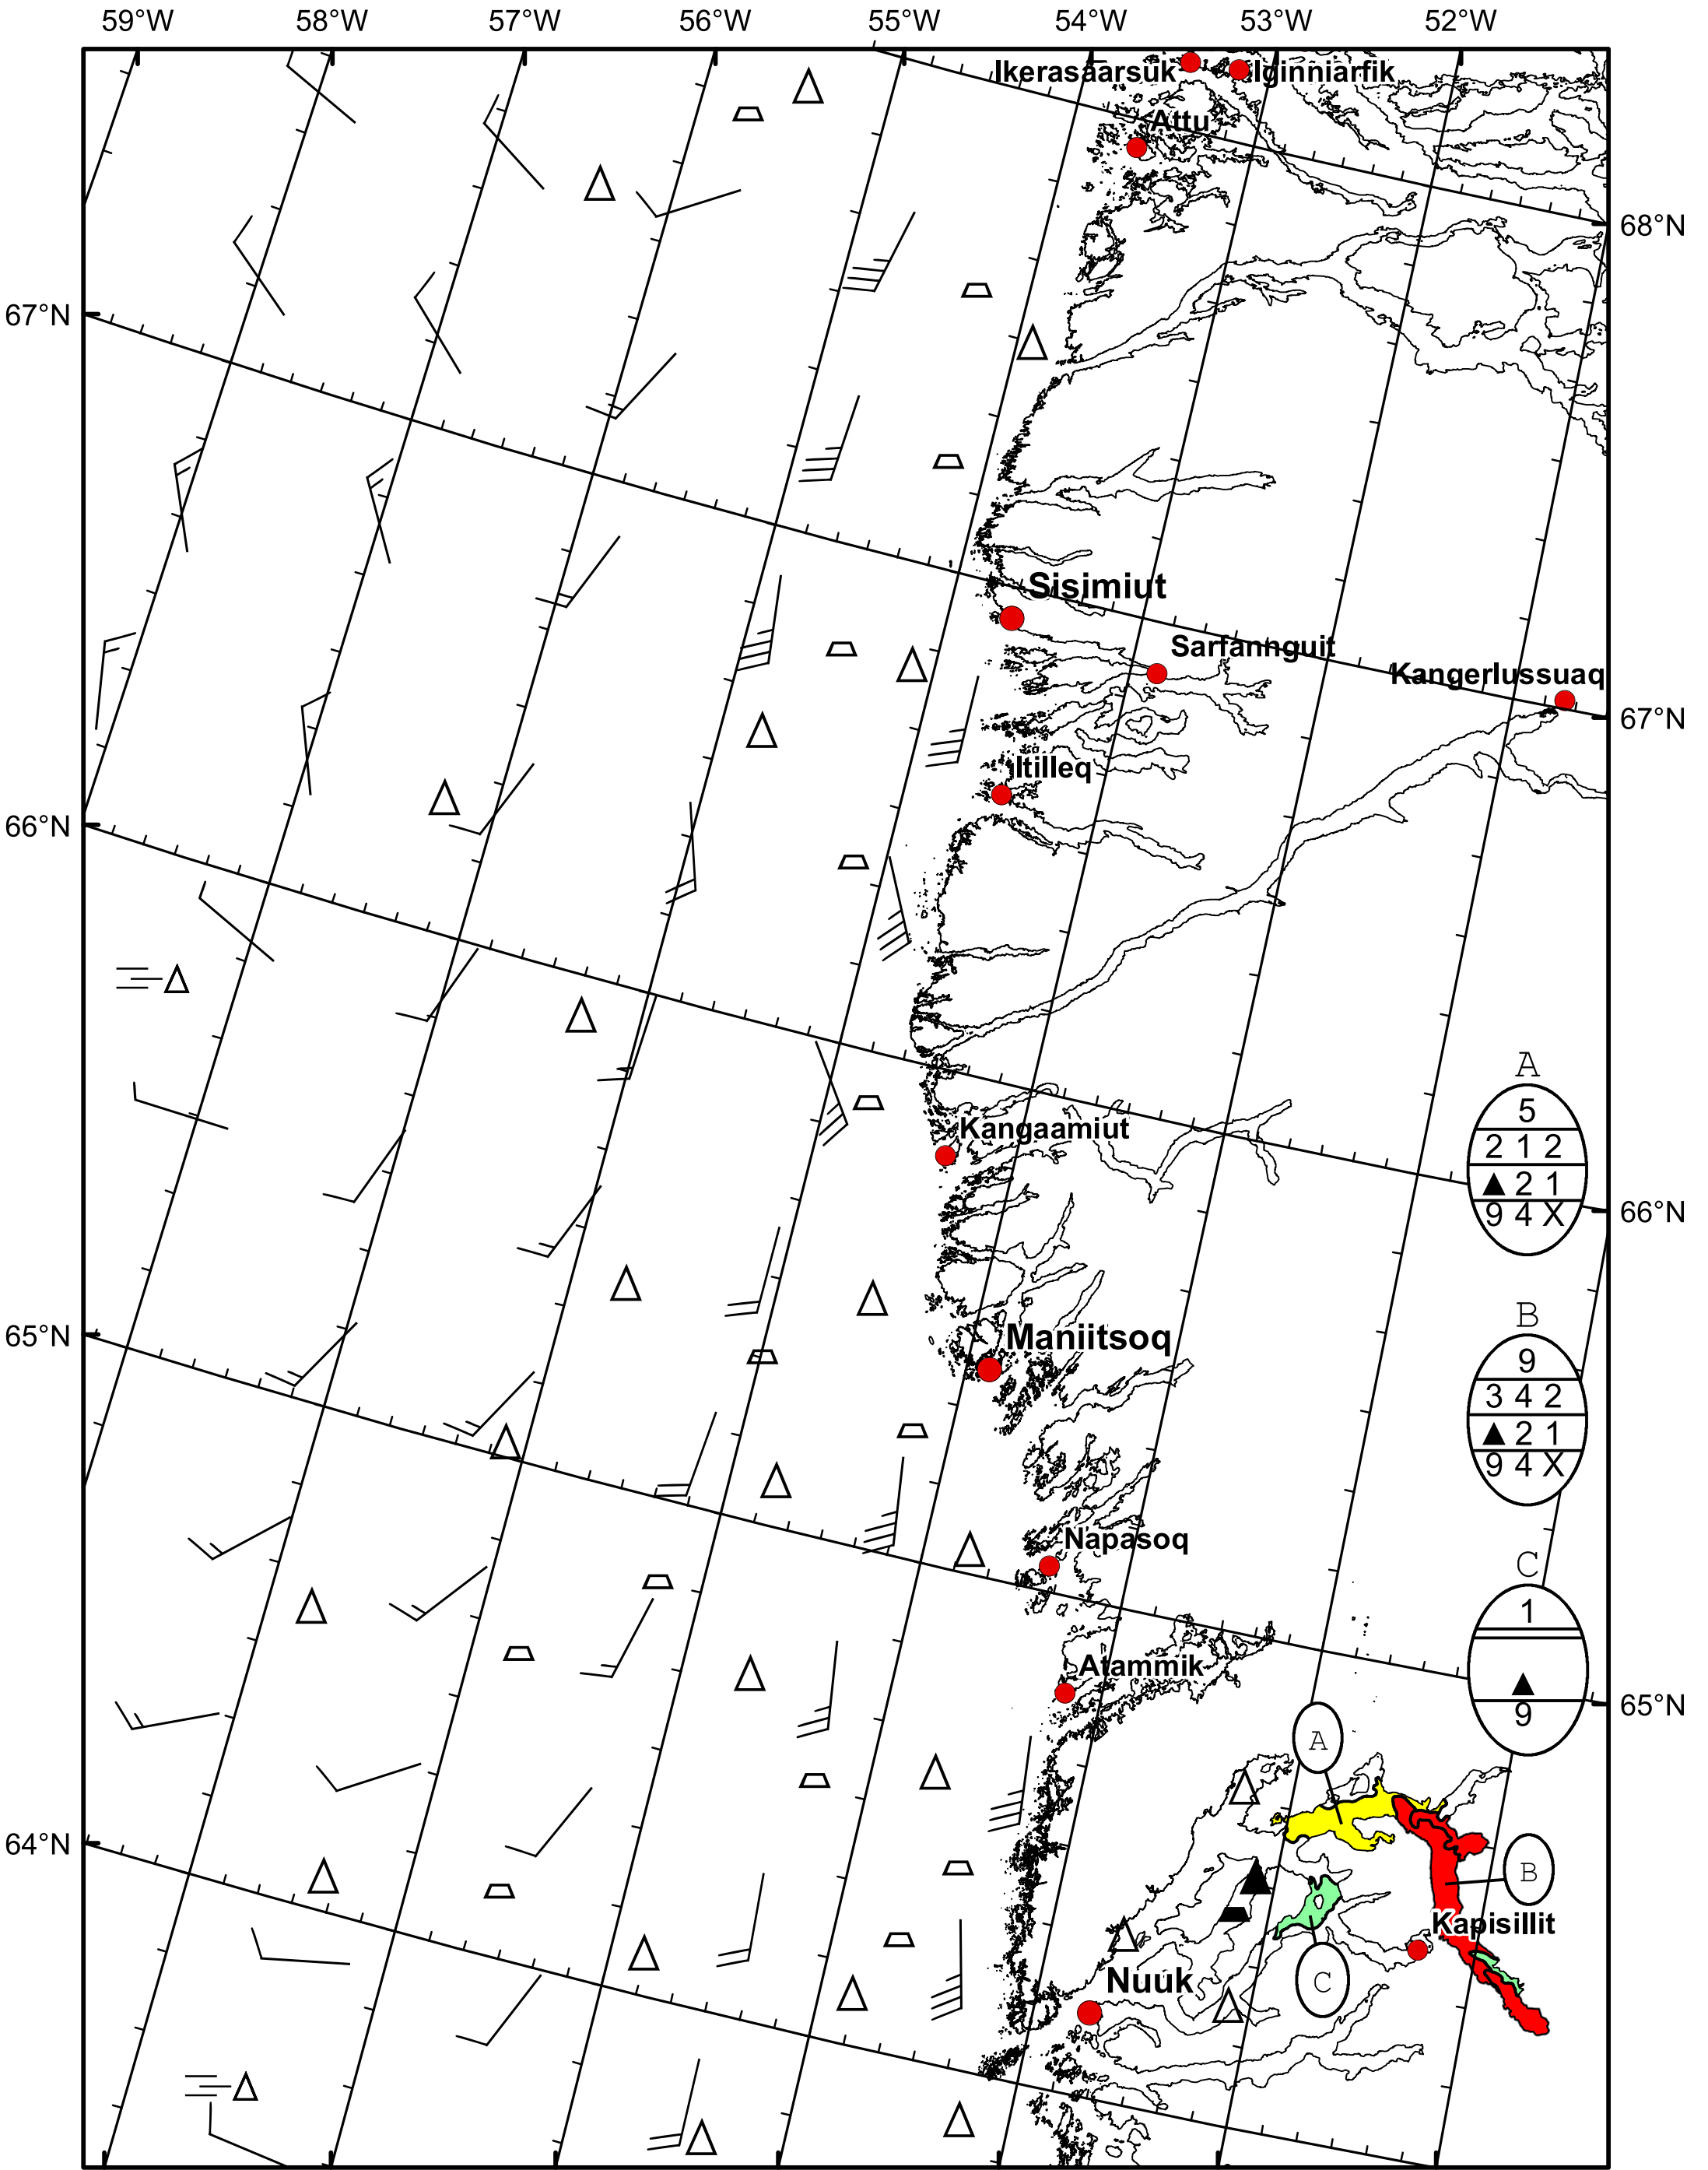 59°W 58°W 57°W 56°W 55°W 54°W 53°W 52°W
Ikerasaarsuk Iginniarfik
Attu
68°N
67°N
Sisimiut
Sarfannguit
Kangerlussuaq
67°N
Itilleq
66°N
A
5
2 1 2
▲ 2 1
9 4 X
Kangaamiut
66°N
65°N
Maniitsoq
B
9
3 4 2
▲ 2 1
9 4 X
Napasoq
C
1
▲
9
Atammik
65°N
A
64°N
B
Kapisillit
C
Nuuk